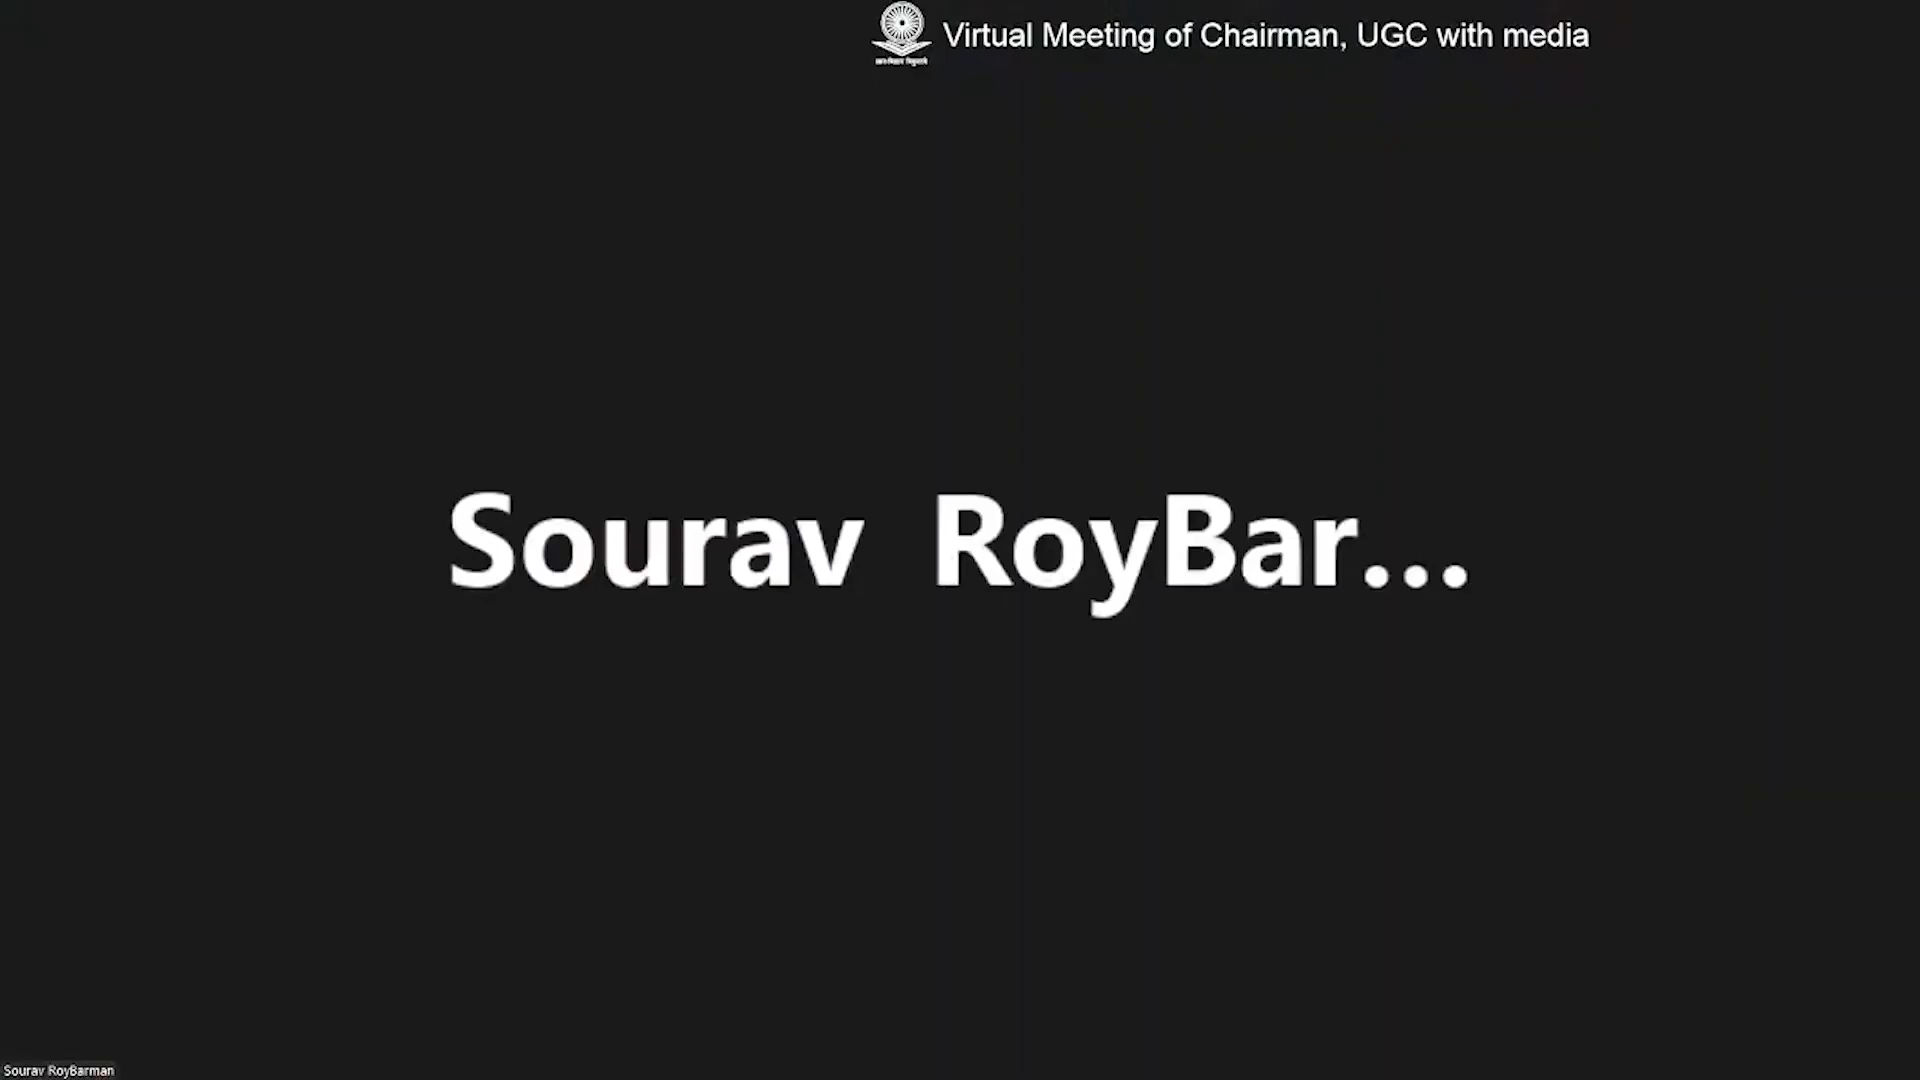 Virtual Meeting of Chairman, UGC with media
Sourav RoyBar...
Sourav RoyBarman